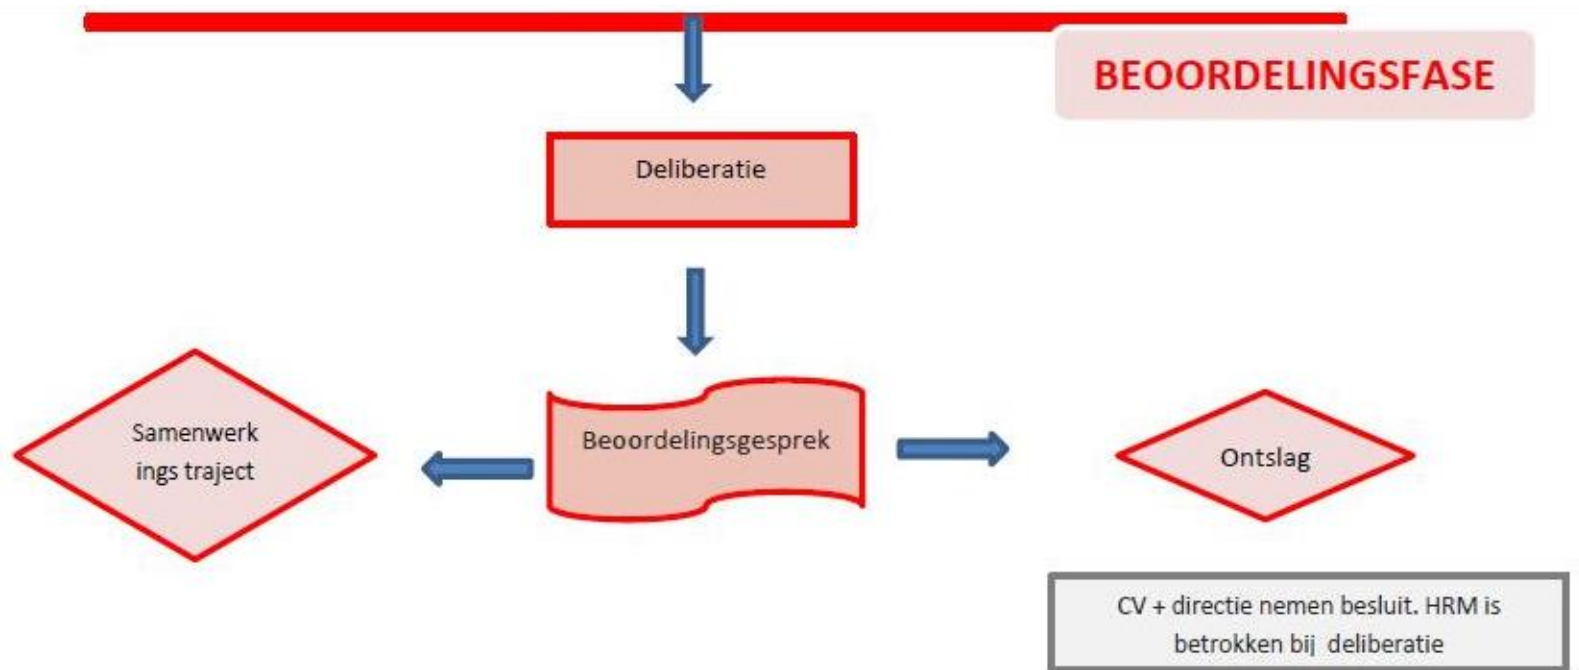 BEOORDELINGSFASE
Deliberatie
Samenwerk
ings traject
Beoordelingsgesprek
Ontslag
CV + directie nemen besluit. HRM is
betrokken bij deliberatie